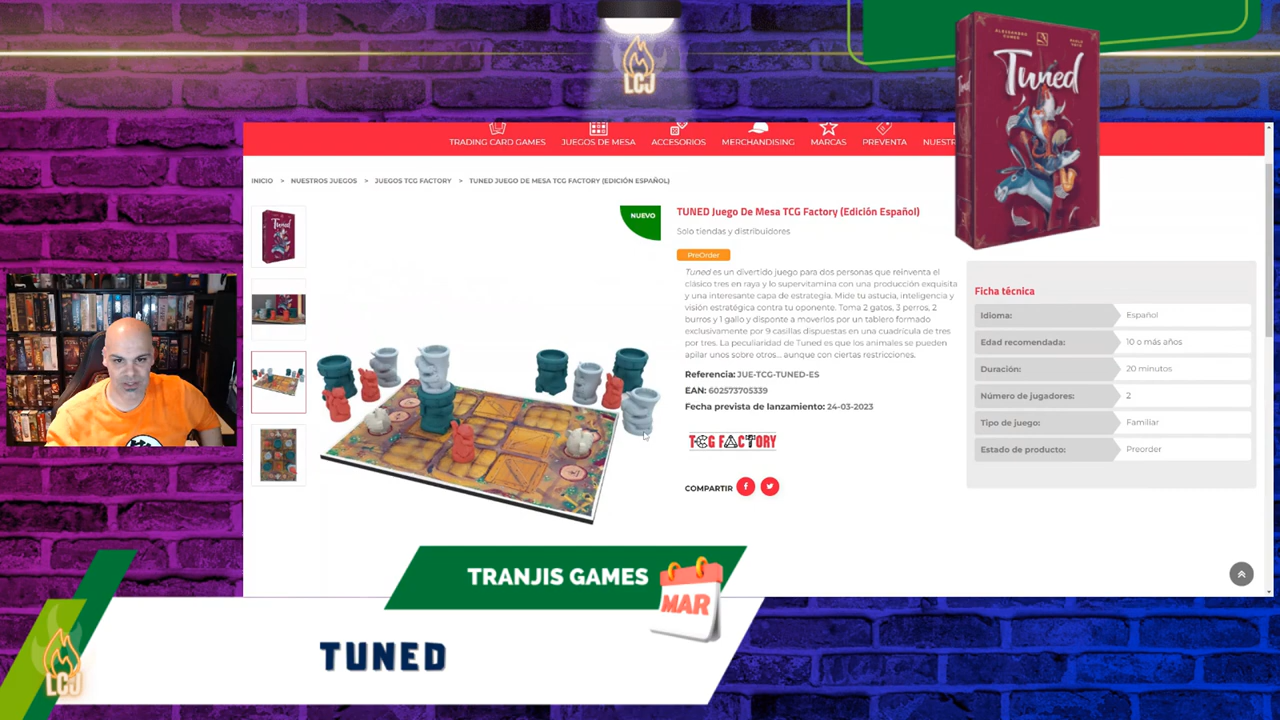 LCJ
Tuned
TRADING CARD GAMES
JUEGOS DE MESA
ACCESORIOS
MERCHANDISING
MARCAS
PREVENTA
NUESTR
INICIO > NUESTROS JUEGOS > JUEGOS TCG FACTORY > TUNED JUEGO DE MESA TCG FACTORY (EDICIÓN ESPAÑOL)
Tuned
NUEVO
TUNED Juego De Mesa TCG Factory (Edición Español)
Solo tiendas y distribuidores
PreOrder
Tuned es un divertido juego para dos personas que reinventa el
clásico tres en raya y lo supervitamina con una producción exquisita
y una interesante capa de estrategia. Mide tu astucia, inteligencia y
visión estratégica contra tu oponente. Toma 2 gatos, 3 perros, 2
burros y 1 gallo y disponte a moverlos por un tablero formado
exclusivamente por 9 casillas dispuestas en una cuadrícula de tres
por tres. La peculiaridad de Tuned es que los animales se pueden
apilar unos sobre otros... aunque con ciertas restricciones.
Referencia: JUE-TCG-TUNED-ES
EAN: 602573705339
Fecha prevista de lanzamiento: 24-03-2023
TCG FACTORY
COMPARTIR
Ficha técnica
Idioma: Español
Edad recomendada: 10 o más años
Duración: 20 minutos
Número de jugadores: 2
Tipo de juego: Familiar
Estado de producto: Preorder
TRANJIS GAMES
MAR
TUNED
LCJ